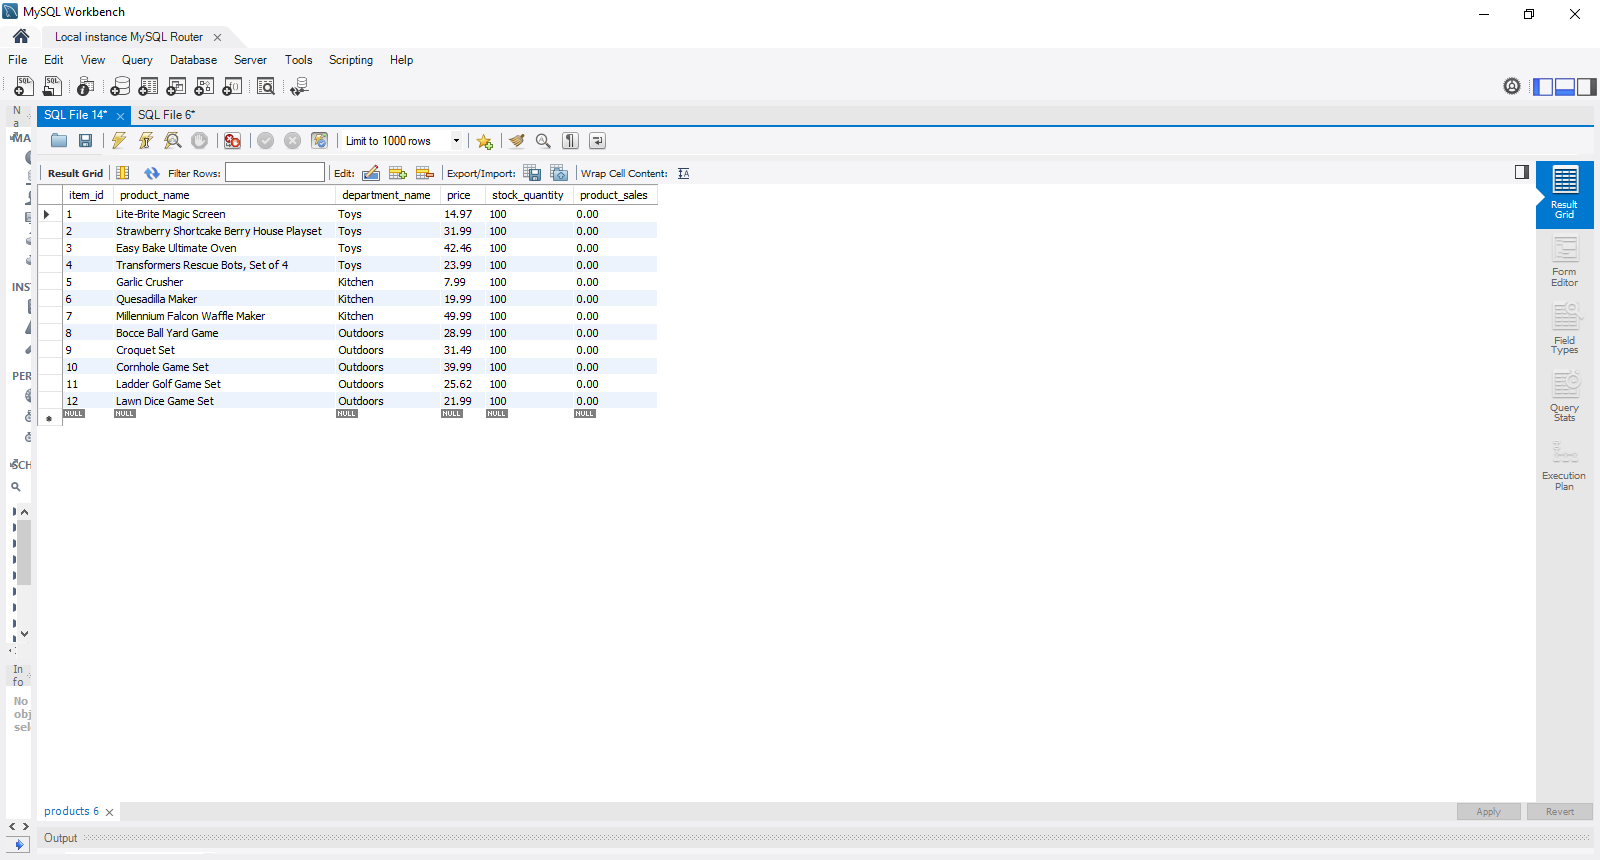 MySQL Workbench
Local instance MySQL Router
File Edit View Query Database Server Tools Scripting Help
N
a
SQL File 14* SQL File 6*
MA
Limit to 1000 rows
Result Grid Filter Rows: Edit: Export/Import: Wrap Cell Content:
item_id product_name department_name price stock_quantity product_sales
1 Lite-Brite Magic Screen Toys 14.97 100 0.00
2 Strawberry Shortcake Berry House Playset Toys 31.99 100 0.00
3 Easy Bake Ultimate Oven Toys 42.46 100 0.00
4 Transformers Rescue Bots, Set of 4 Toys 23.99 100 0.00
5 Garlic Crusher Kitchen 7.99 100 0.00
6 Quesadilla Maker Kitchen 19.99 100 0.00
7 Millennium Falcon Waffle Maker Kitchen 49.99 100 0.00
8 Bocce Ball Yard Game Outdoors 28.99 100 0.00
9 Croquet Set Outdoors 31.49 100 0.00
10 Cornhole Game Set Outdoors 39.99 100 0.00
11 Ladder Golf Game Set Outdoors 25.62 100 0.00
12 Lawn Dice Game Set Outdoors 21.99 100 0.00
NULL NULL NULL NULL NULL NULL
INS
PER
SCH
In
fo
No
obj
sel
Result
Grid
Form
Editor
Field
Types
Query
Stats
Execution
Plan
products 6
Apply Revert
Output